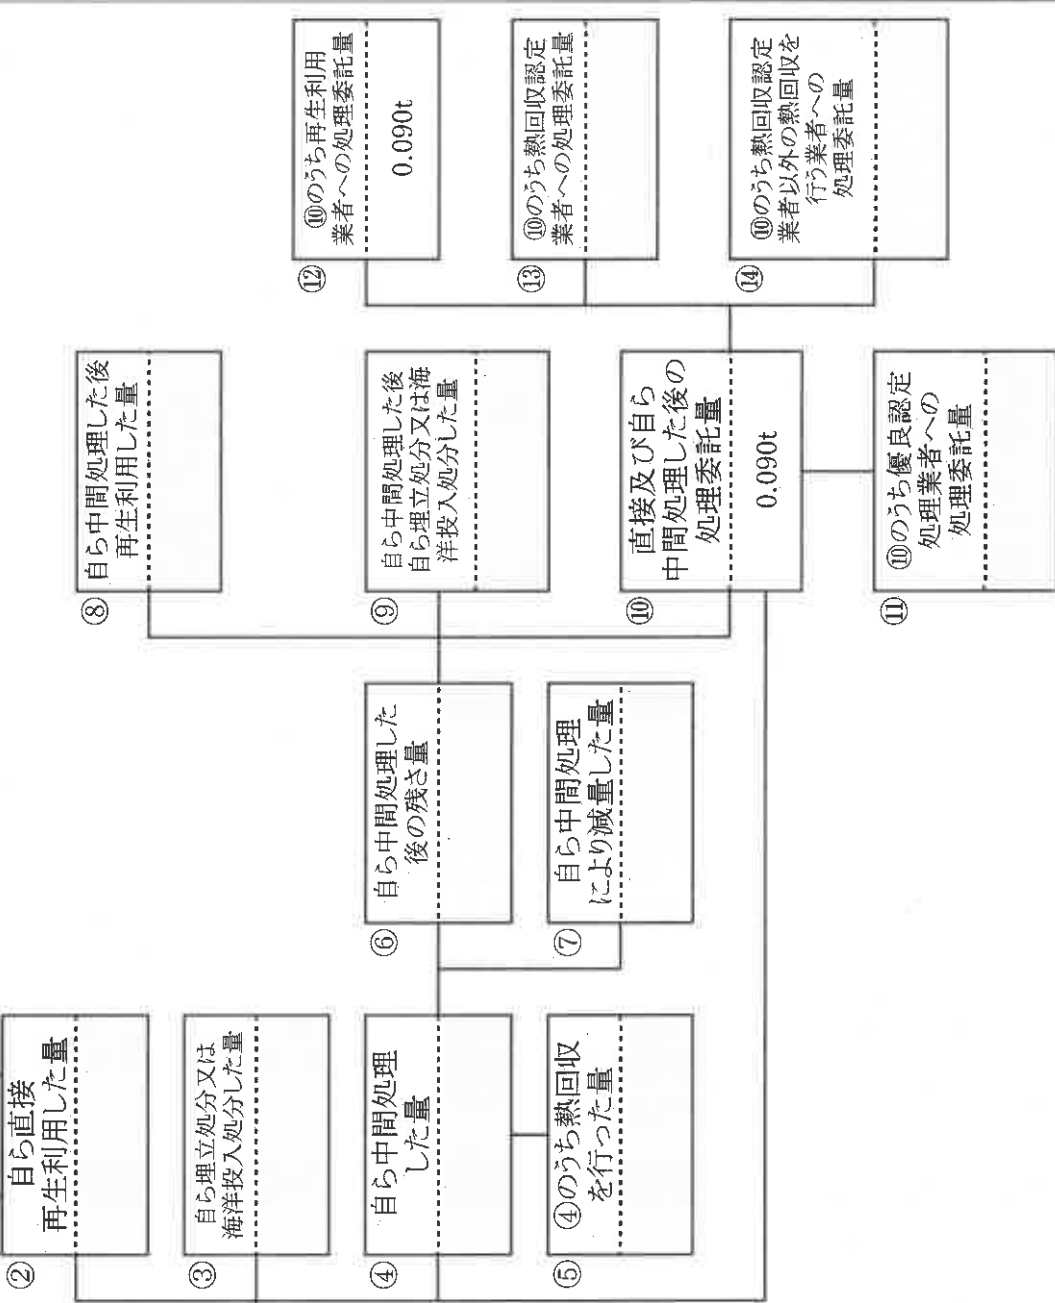 ②
自ら直接
再生利用した量
③
自ら埋立処分又は
海洋投入処分した量
④
自ら中間処理
した量
⑤
④のうち熱回収
を行った量
⑥
自ら中間処理した
後の残さ量
⑦
自ら中間処理
により減量した量
⑧
自ら中間処理した後
再生利用した量
⑨
自ら中間処理した後
自ら埋立処分又は海
洋投入処分した量
⑩
直接及び自ら
中間処理した後の
処理委託量
0.090t
⑪
⑩のうち優良認定
処理業者への
処理委託量
⑫
⑩のうち再生利用
業者への処理委託量
0.090t
⑬
⑩のうち熱回収認定
業者への処理委託量
⑭
⑩のうち熱回収認定
業者以外の熱回収を
行う業者への
処理委託量